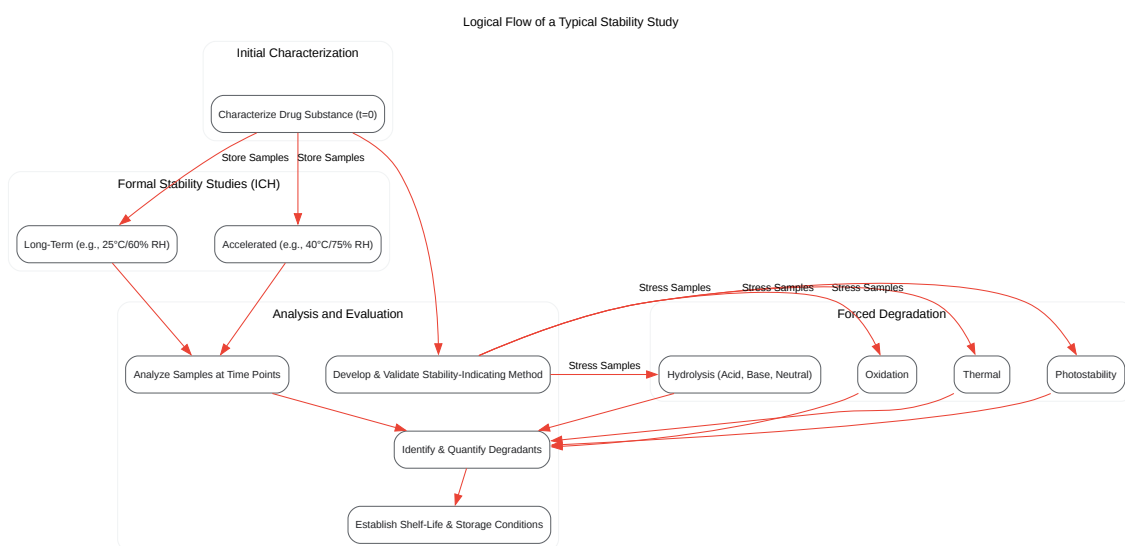 Logical Flow of a Typical Stability Study
Initial Characterization
Characterize Drug Substance (t=0)
Store Samples
Store Samples
Formal Stability Studies (ICH)
Long-Term (e.g., 25°C/60% RH)
Accelerated (e.g., 40°C/75% RH)
Stress Samples
Stress Samples
Stress Samples
Analysis and Evaluation
Forced Degradation
Analyze Samples at Time Points
Develop & Validate Stability-Indicating Method
Stress Samples
Hydrolysis (Acid, Base, Neutral)
Oxidation
Thermal
Photostability
Identify & Quantify Degradants
Establish Shelf-Life & Storage Conditions